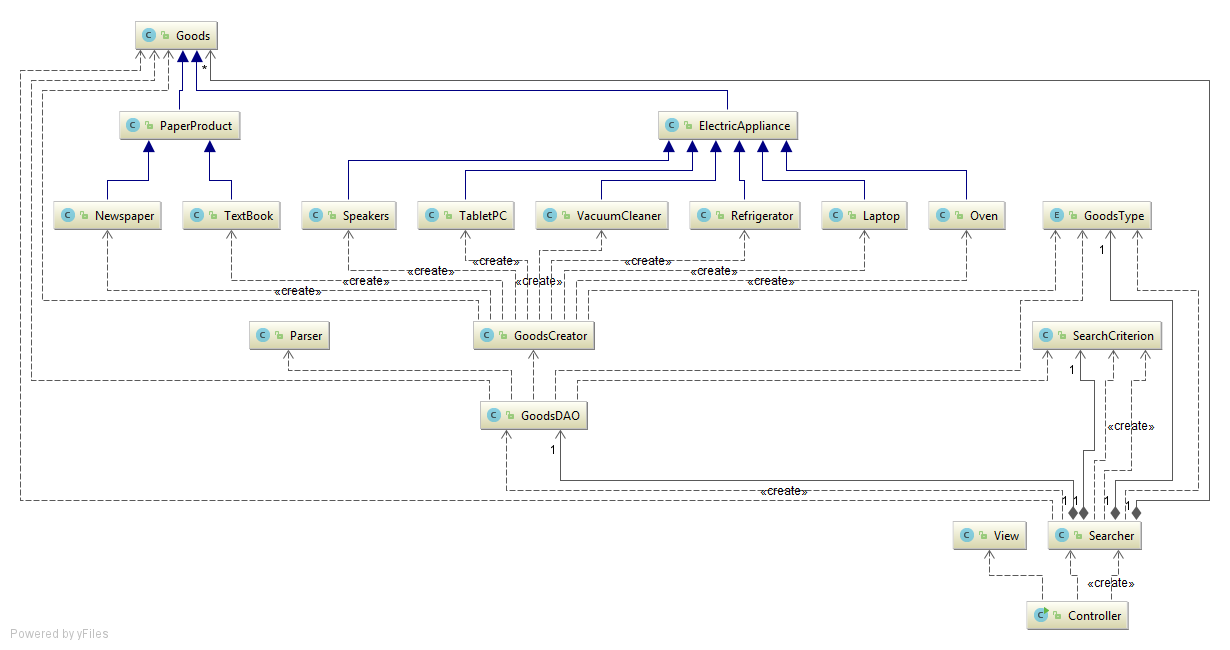 C Goods
*
C PaperProduct
C ElectricAppliance
C Newspaper
C TextBook
C Speakers
C TabletPC
C VacuumCleaner
C Refrigerator
C Laptop
C Oven
E GoodsType
1
«create»
«create»
«create»
«create»
«create»
«create»
«create»
«create»
C Parser
C GoodsCreator
C SearchCriterion
1
C GoodsDAO
«create»
1
«create»
1
1
1
1
C View
C Searcher
«create»
C Controller
Powered by yFiles